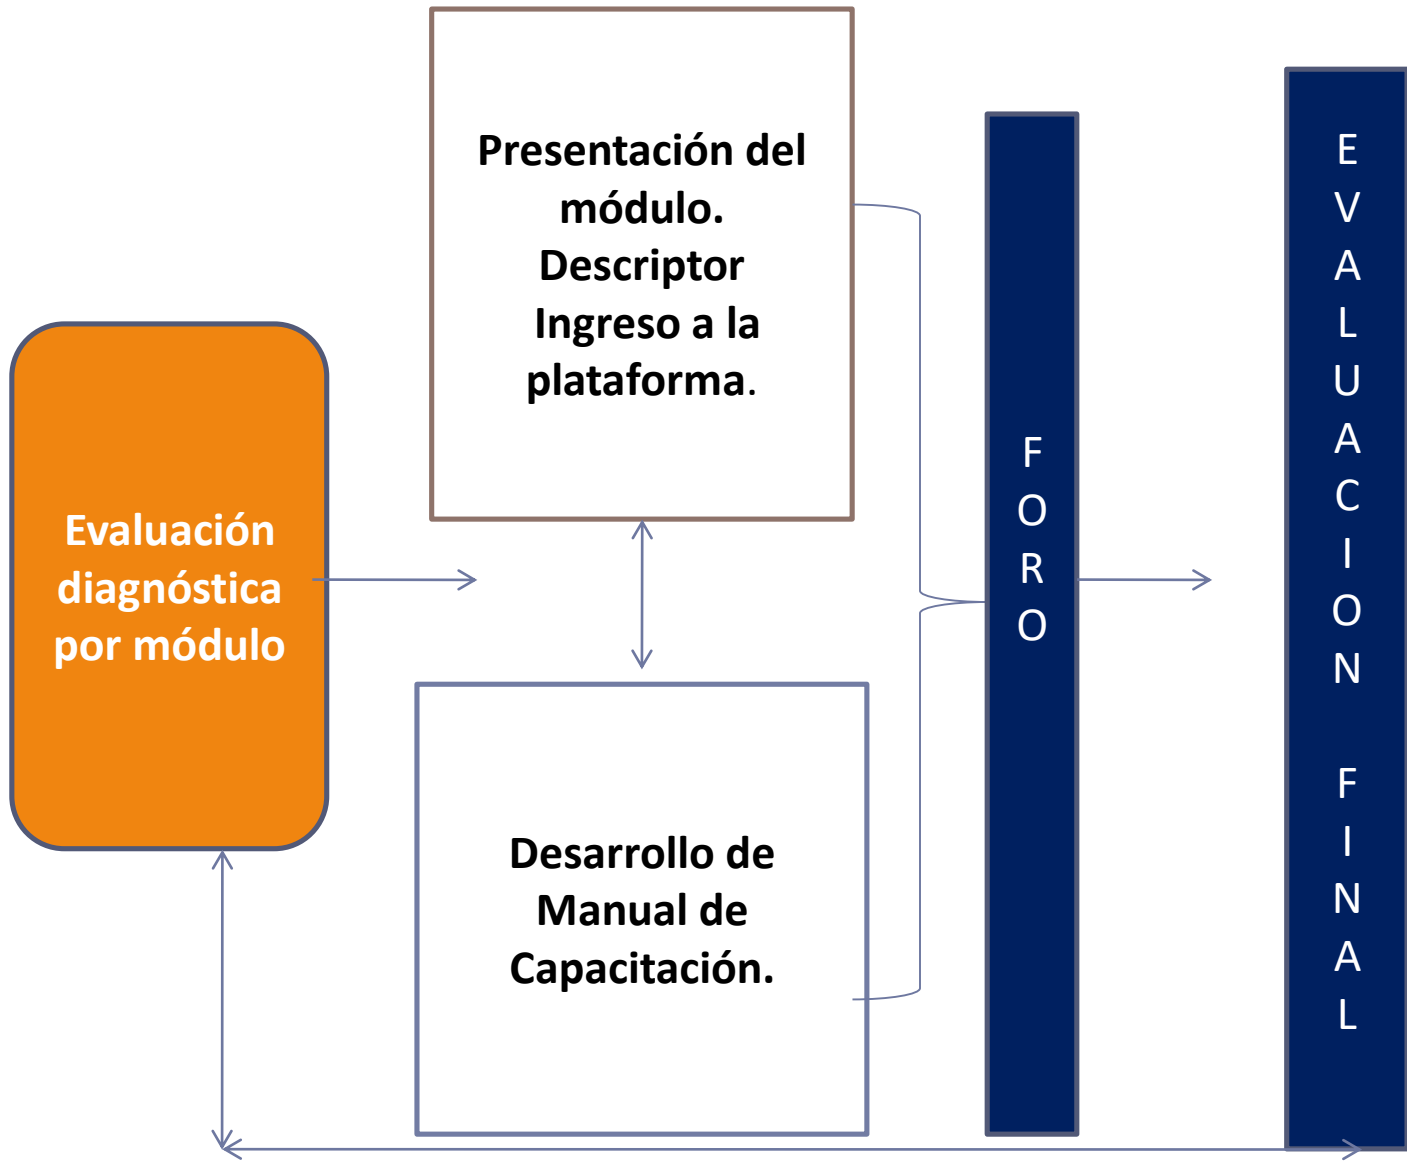 Evaluación
diagnóstica
por módulo
Presentación del
módulo.
Descriptor
Ingreso a la
plataforma.
Desarrollo de
Manual de
Capacitación.
F
O
R
O
E
V
A
L
U
A
C
I
O
N
F
I
N
A
L